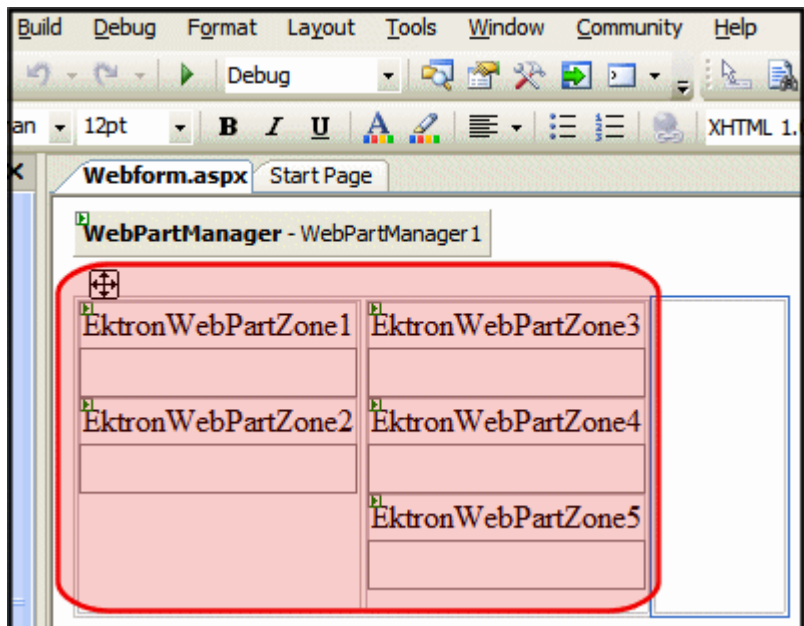 Build Debug Format Layout Tools Window Community Help
Debug
an 12pt B I U A XHTML 1.
Webform.aspx Start Page
WebPartManager - WebPartManager1
EktronWebPartZone1 EktronWebPartZone3
EktronWebPartZone2 EktronWebPartZone4
EktronWebPartZone5